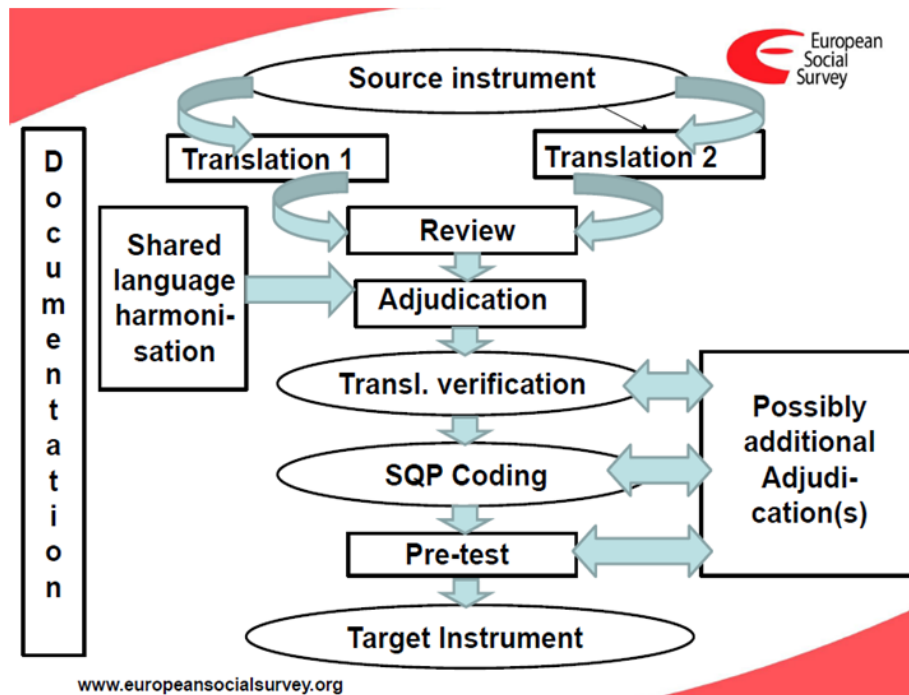 European
Social
Survey
Source instrument
Translation 1
Translation 2
Documentation
Review
Shared
language
harmoni-
sation
Adjudication
Transl. verification
Possibly
additional
Adjudi-
cation(s)
SQP Coding
Pre-test
Target Instrument
www.europeansocialsurvey.org